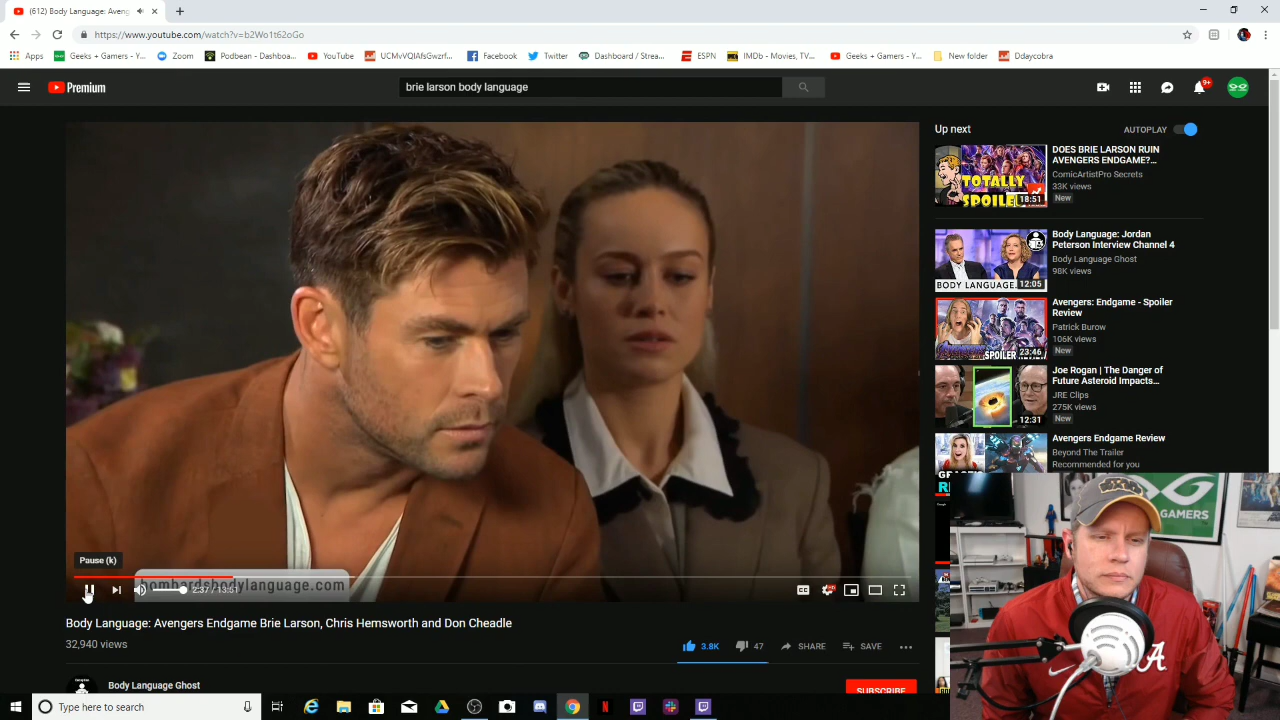 (612) Body Language: Aveng
https://www.youtube.com/watch?v=b2Wo1t62oGo
Apps
Geeks + Gamers - Y...
Zoom
Podbean - Dashboa...
YouTube
UCMvVQIAfsGwzrf...
Facebook
Twitter
Dashboard / Strea...
ESPN
IMDb - Movies, TV...
Geeks + Gamers - Y...
New folder
Ddaycobra
Premium
brie larson body language
9+
Up next
AUTOPLAY
TOTALLY
SPOILE
18:51
DOES BRIE LARSON RUIN
AVENGERS ENDGAME?...
ComicArtistPro Secrets
33K views
New
BODY LANGUAGE:
12:05
Body Language: Jordan
Peterson Interview Channel 4
Body Language Ghost
98K views
AVENGERS
SPOILER
23:46
Avengers: Endgame - Spoiler
Review
Patrick Burow
106K views
New
12:31
Joe Rogan | The Danger of
Future Asteroid Impacts...
JRE Clips
275K views
New
Avengers Endgame Review
Beyond The Trailer
Recommended for you
Pause (k)
bombardsbodylanguage.com
2:37 / 13:51
Body Language: Avengers Endgame Brie Larson, Chris Hemsworth and Don Cheadle
32,940 views
3.8K
47
SHARE
SAVE
Body Language Ghost
SUBSCRIBE
GAMERS
A
Type here to search